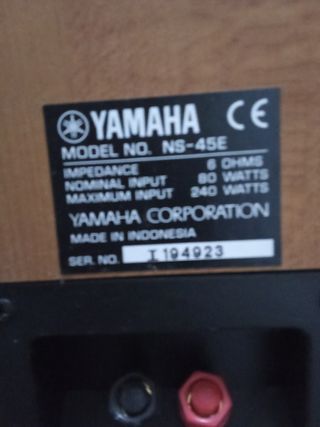 YAMAHA CE
MODEL NO. NS-45E
IMPEDANCE 6 OHMS
NOMINAL INPUT 80 WATTS
MAXIMUM INPUT 240 WATTS
YAMAHA CORPORATION
MADE IN INDONESIA
SER. NO. I 194923